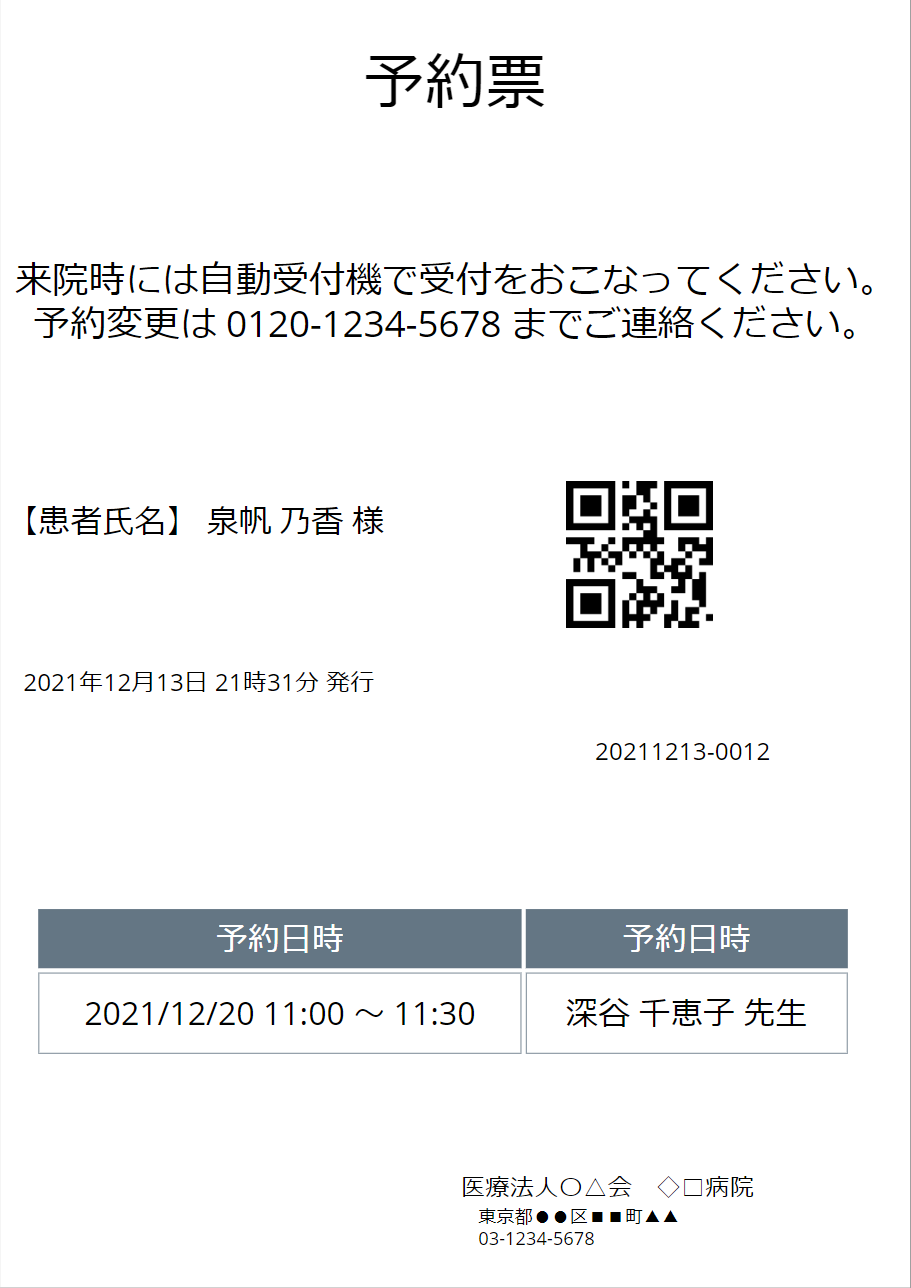 予約票
来院時には自動受付機で受付をおこなってください。
予約変更は 0120-1234-5678 までご連絡ください。
【患者氏名】 泉帆 乃香 様
2021年12月13日 21時31分 発行
20211213-0012
予約日時 予約日時
2021/12/20 11:00 ～ 11:30 深谷 千恵子 先生
医療法人〇△会　◇□病院
東京都●●区■■町▲▲
03-1234-5678